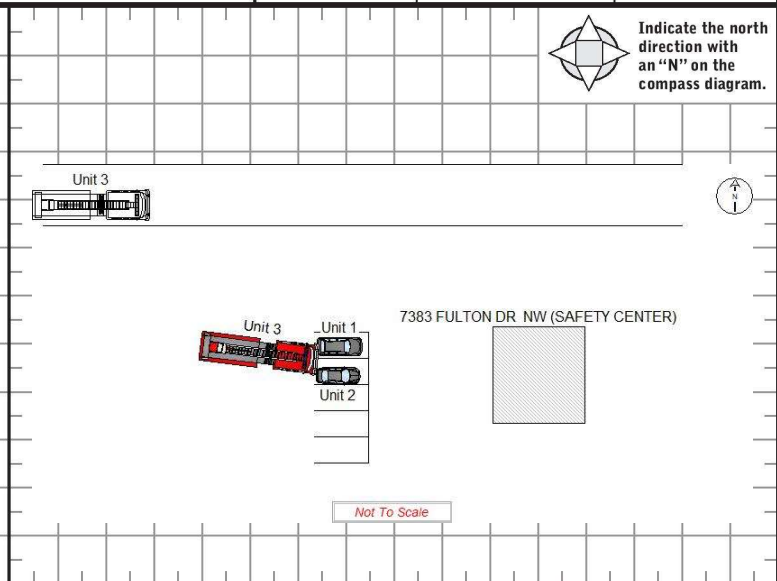 Indicate the north
direction with
an “N” on the
compass diagram.
Unit 3
N
7383 FULTON DR NW (SAFETY CENTER)
Unit 3
Unit 1
Unit 2
Not To Scale